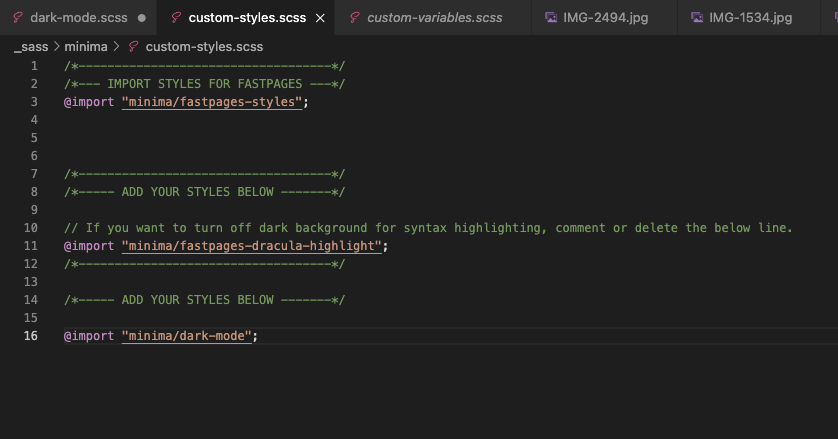 dark-mode.scss ● custom-styles.scss × custom-variables.scss IMG-2494.jpg IMG-1534.jpg
_sass > minima > custom-styles.scss
1 /*-----------------------------------*/
2 /*--- IMPORT STYLES FOR FASTPAGES ---*/
3 @import "minima/fastpages-styles";
4
5
6
7 /*-----------------------------------*/
8 /*----- ADD YOUR STYLES BELOW -------*/
9
10 // If you want to turn off dark background for syntax highlighting, comment or delete the below line.
11 @import "minima/fastpages-dracula-highlight";
12 /*-----------------------------------*/
13
14 /*----- ADD YOUR STYLES BELOW -------*/
15
16 @import "minima/dark-mode";